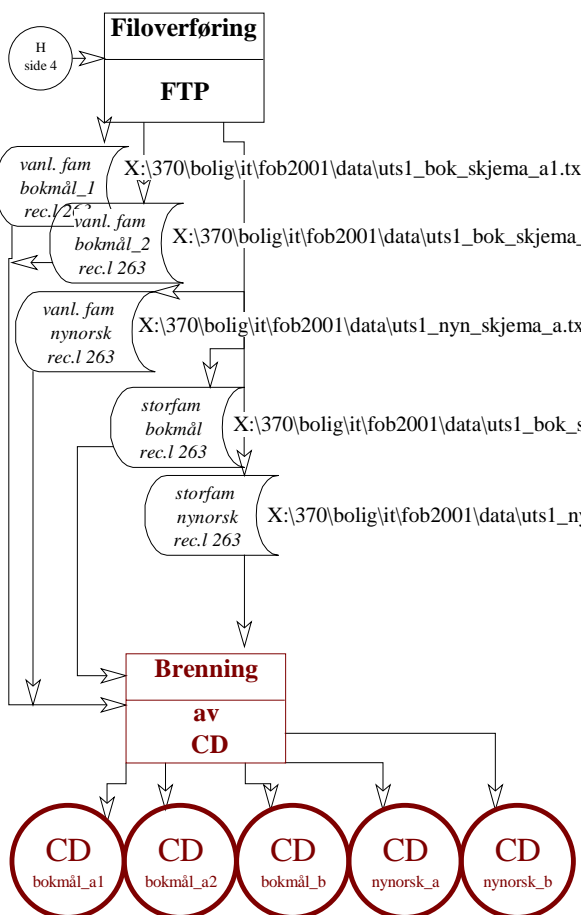 Filoverføring
H
side 4
FTP
vanl. fam
bokmål_1
rec.l 263
X:\370\bolig\it\fob2001\data\uts1_bok_skjema_a1.tx
vanl. fam
bokmål_2
rec.l 263
X:\370\bolig\it\fob2001\data\uts1_bok_skjema_
vanl. fam
nynorsk
rec.l 263
X:\370\bolig\it\fob2001\data\uts1_nyn_skjema_a.tx
storfam
bokmål
rec.l 263
X:\370\bolig\it\fob2001\data\uts1_bok_s
storfam
nynorsk
rec.l 263
X:\370\bolig\it\fob2001\data\uts1_ny
Brenning
av
CD
CD
bokmål_a1
CD
bokmål_a2
CD
bokmål_b
CD
nynorsk_a
CD
nynorsk_b